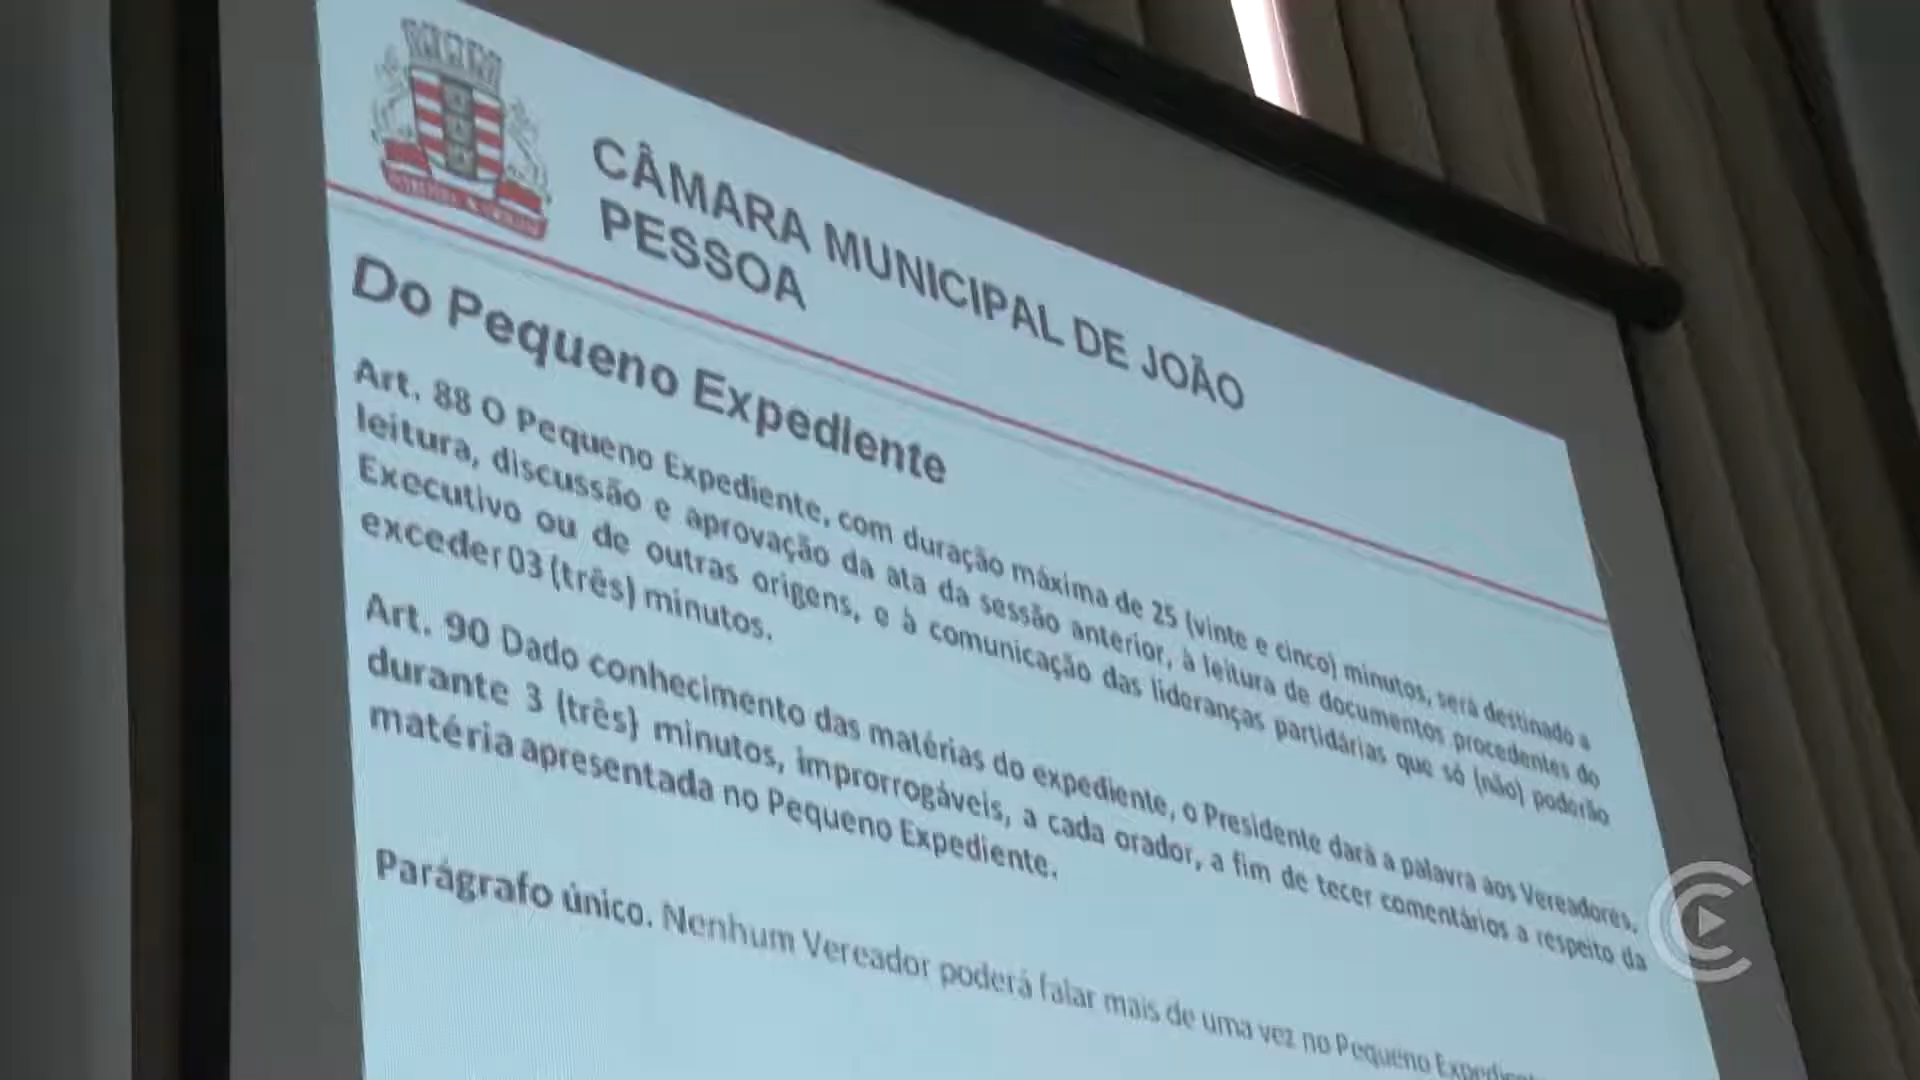 CÂMARA MUNICIPAL DE JOÃO
PESSOA
Do Pequeno Expediente
Art. 88 O Pequeno Expediente, com duração máxima de 25 (vinte e cinco) minutos, será destinado a
leitura, discussão e aprovação da ata da sessão anterior, à leitura de documentos procedentes do
Executivo ou de outras origens, e à comunicação das lideranças partidárias que só (não) poderão
exceder 03 (três) minutos.
Art. 90 Dado conhecimento das matérias do expediente, o Presidente dará a palavra aos Vereadores,
durante 3 (três) minutos, improrrogáveis, a cada orador, a fim de tecer comentários a respeito da
matéria apresentada no Pequeno Expediente.
Parágrafo único. Nenhum Vereador poderá falar mais de uma vez no Pequeno